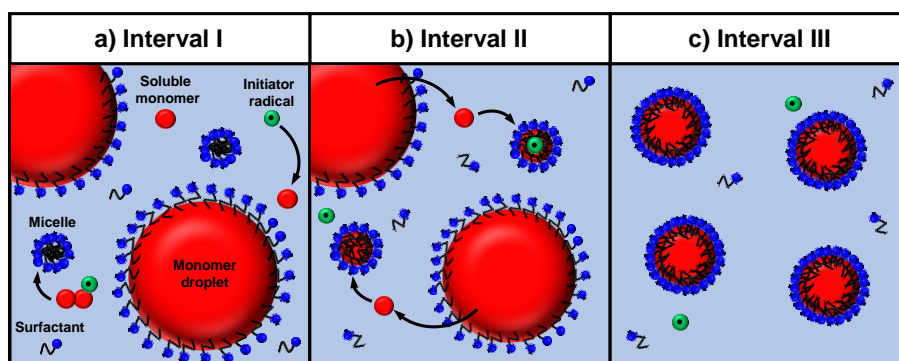 a) Interval I
b) Interval II
c) Interval III
Soluble
monomer
Initiator
radical
Micelle
Monomer
droplet
Surfactant